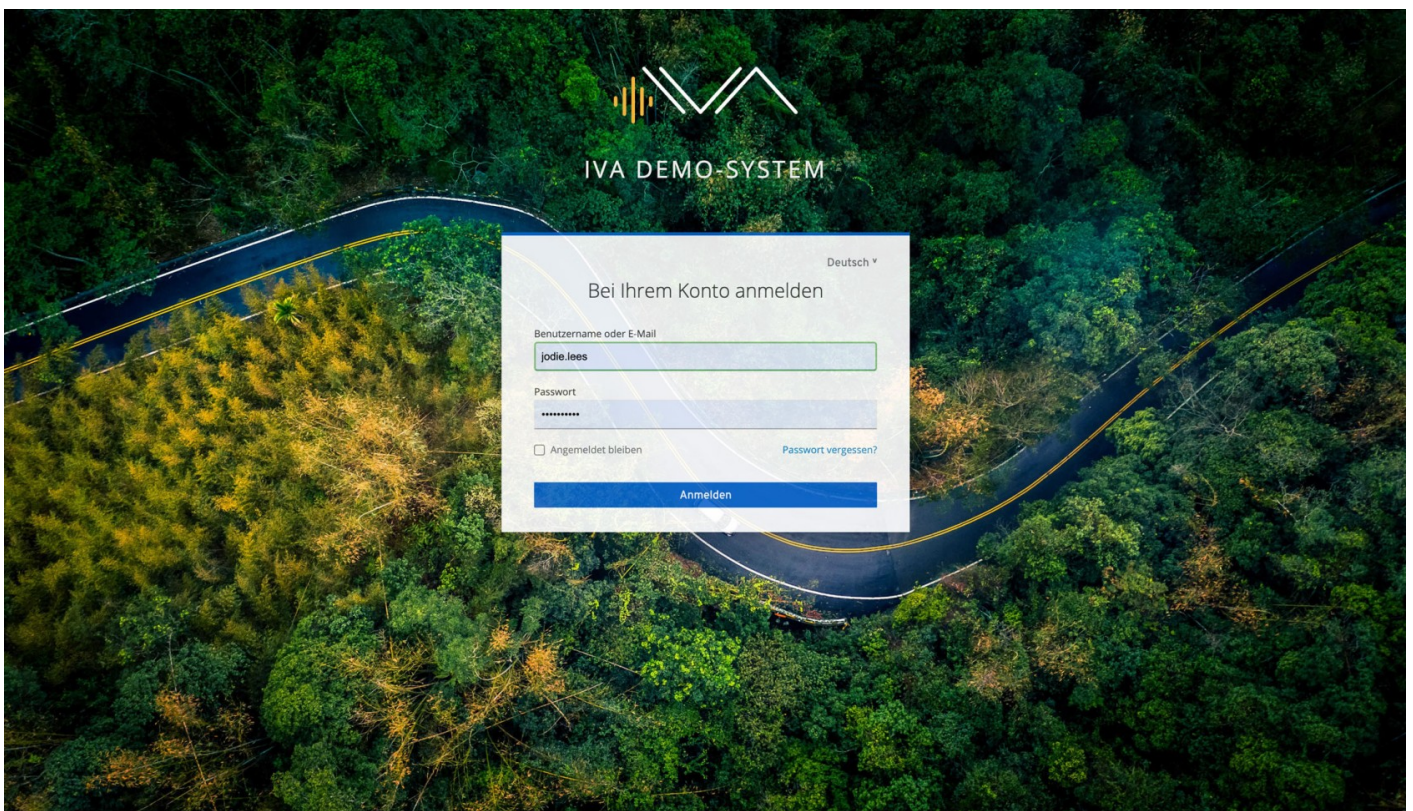 IVA
IVA DEMO-SYSTEM
Deutsch
Bei Ihrem Konto anmelden
Benutzername oder E-Mail
jodie.lees
Passwort
••••••••••
Angemeldet bleiben
Passwort vergessen?
Anmelden